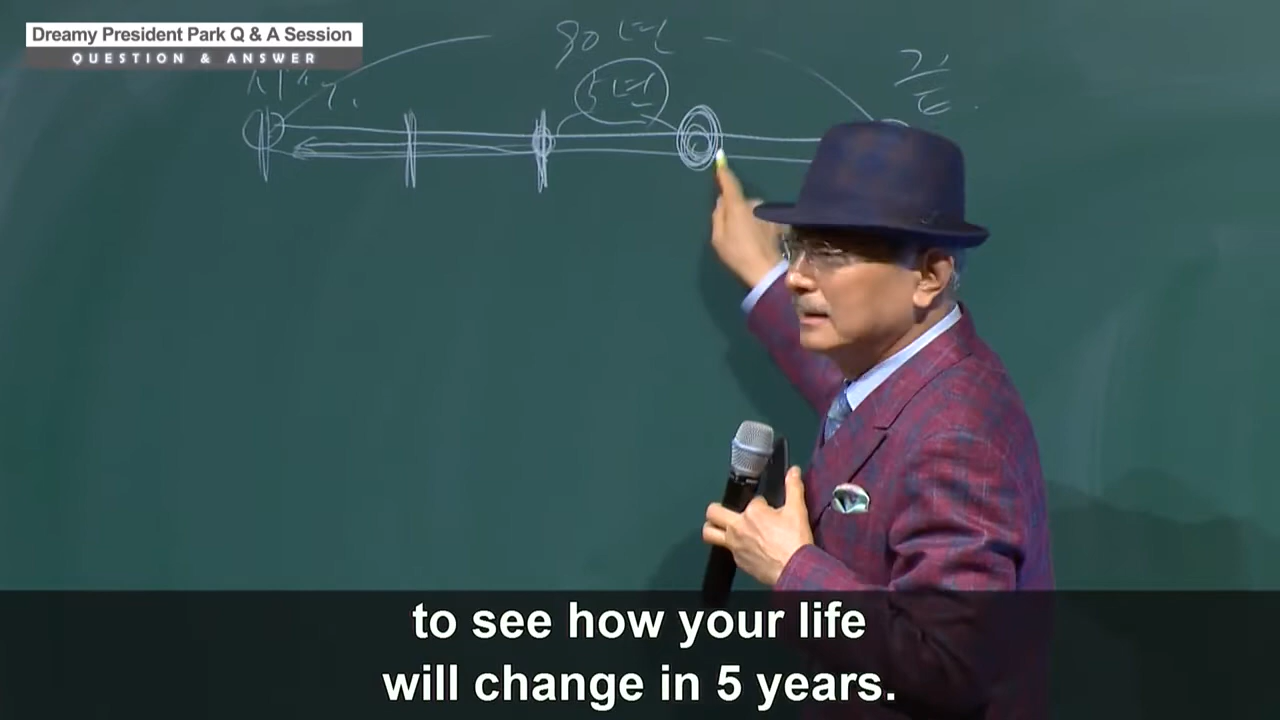 Dreamy President Park Q & A Session
QUESTION & ANSWER
90년
5년
to see how your life
will change in 5 years.